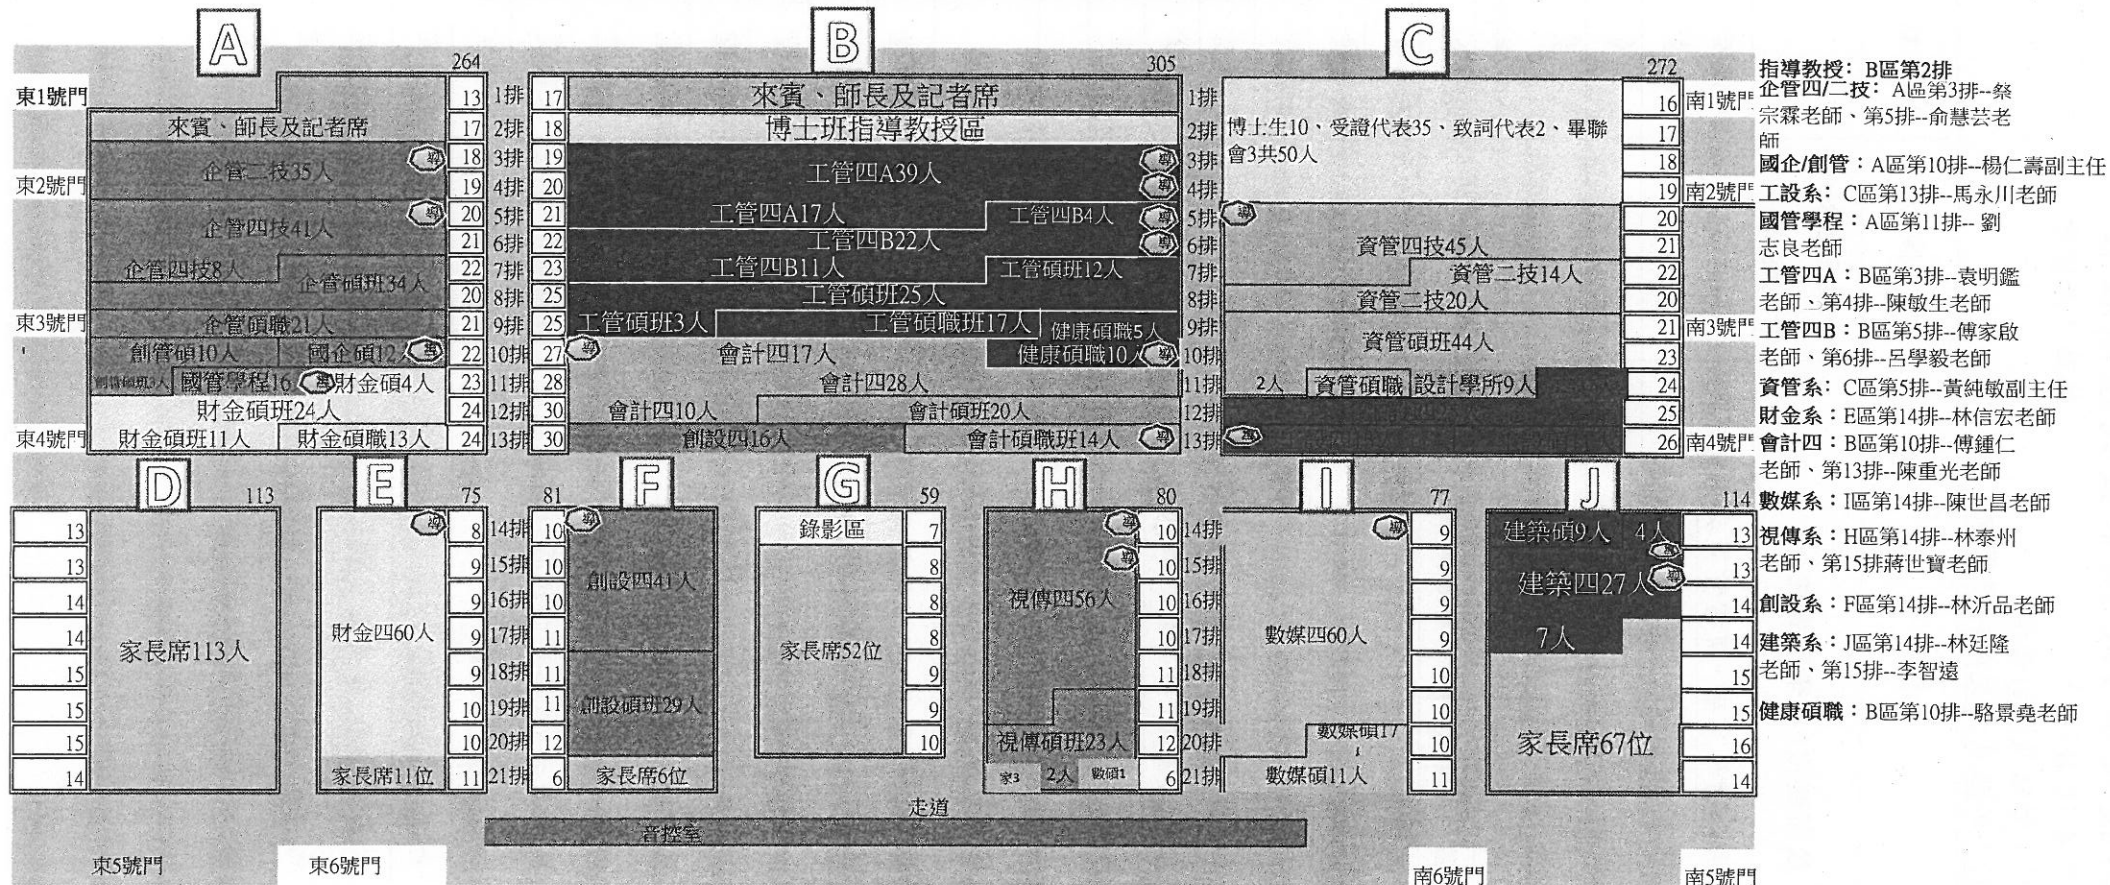 A
B
C
264
305
272
東1號門
東2號門
東3號門
東4號門
13 1排 17
來賓、師長及記者席
1排
16 南1號門
來賓、師長及記者席
17 2排 18
博士班指導教授區
2排
博士生10、受證代表35、致詞代表2、畢聯
會3共50人
17
企管二技35人
18 3排 19
工管四A39人
3排
18
19 4排 20
4排
19 南2號門
企管四技41人
20 5排 21
工管四A17人
工管四B4人
5排
資管四技45人
20
21 6排 22
工管四B22人
6排
21
企管四技8人
企管碩班34人
22 7排 23
工管四B11人
工管碩班12人
7排
資管二技14人
22
20 8排 25
工管碩班25人
8排
資管二技20人
20
企管碩職21人
21 9排 25
工管碩班3人
工管碩職班17人
健康碩職5人
9排
資管碩班44人
21 南3號門
創管碩10人
國企碩12人
22 10排 27
會計四17人
健康碩職10人
10排
23
國管學程16
財金碩4人
23 11排 28
會計四28人
11排
2人
資管碩職
設計學所9人
24
財金碩班24人
24 12排 30
會計四10人
會計碩班20人
12排
25
財金碩班11人
財金碩職13人
24 13排 30
創設四16人
會計碩職班14人
13排
26 南4號門
D
E
F
G
H
I
J
113
75
81
59
80
77
114
13
13
14
14
15
15
15
14
家長席113人
財金四60人
家長席11位
8 14排 10
9 15排 10
9 16排 10
9 17排 11
9 18排 11
10 19排 11
10 20排 12
11 21排 6
創設四41人
創設碩班29人
家長席6位
錄影區
家長席52位
7
8
8
8
9
9
10
視傳四56人
視傳碩班23人
家3
2人
數碩1
10 14排
10 15排
10 16排
10 17排
11 18排
11 19排
12 20排
6 21排
數媒四60人
數媒碩17
人
數媒碩11人
9
9
9
9
10
10
10
11
建築碩9人
4人
建築四27人
7人
家長席67位
13
13
14
14
15
15
16
14
走道
音控室
東5號門
東6號門
南6號門
南5號門
指導教授：B區第2排
企管四/二技：A區第3排--蔡
宗霖老師、第5排--俞慧芸老
師
國企/創管：A區第10排--楊仁壽副主任
工設系：C區第13排--馬永川老師
國管學程：A區第11排-- 劉
志良老師
工管四A：B區第3排--袁明鑑
老師、第4排--陳敏生老師
工管四B：B區第5排--傅家啟
老師、第6排--呂學毅老師
資管系：C區第5排--黃純敏副主任
財金系：E區第14排--林信宏老師
會計四：B區第10排--傅鍾仁
老師、第13排--陳重光老師
數媒系：I區第14排--陳世昌老師
視傳系：H區第14排--林泰州
老師、第15排蔣世寶老師
創設系：F區第14排--林沂品老師
建築系：J區第14排--林廷隆
老師、第15排--李智遠
健康碩職：B區第10排--駱景堯老師